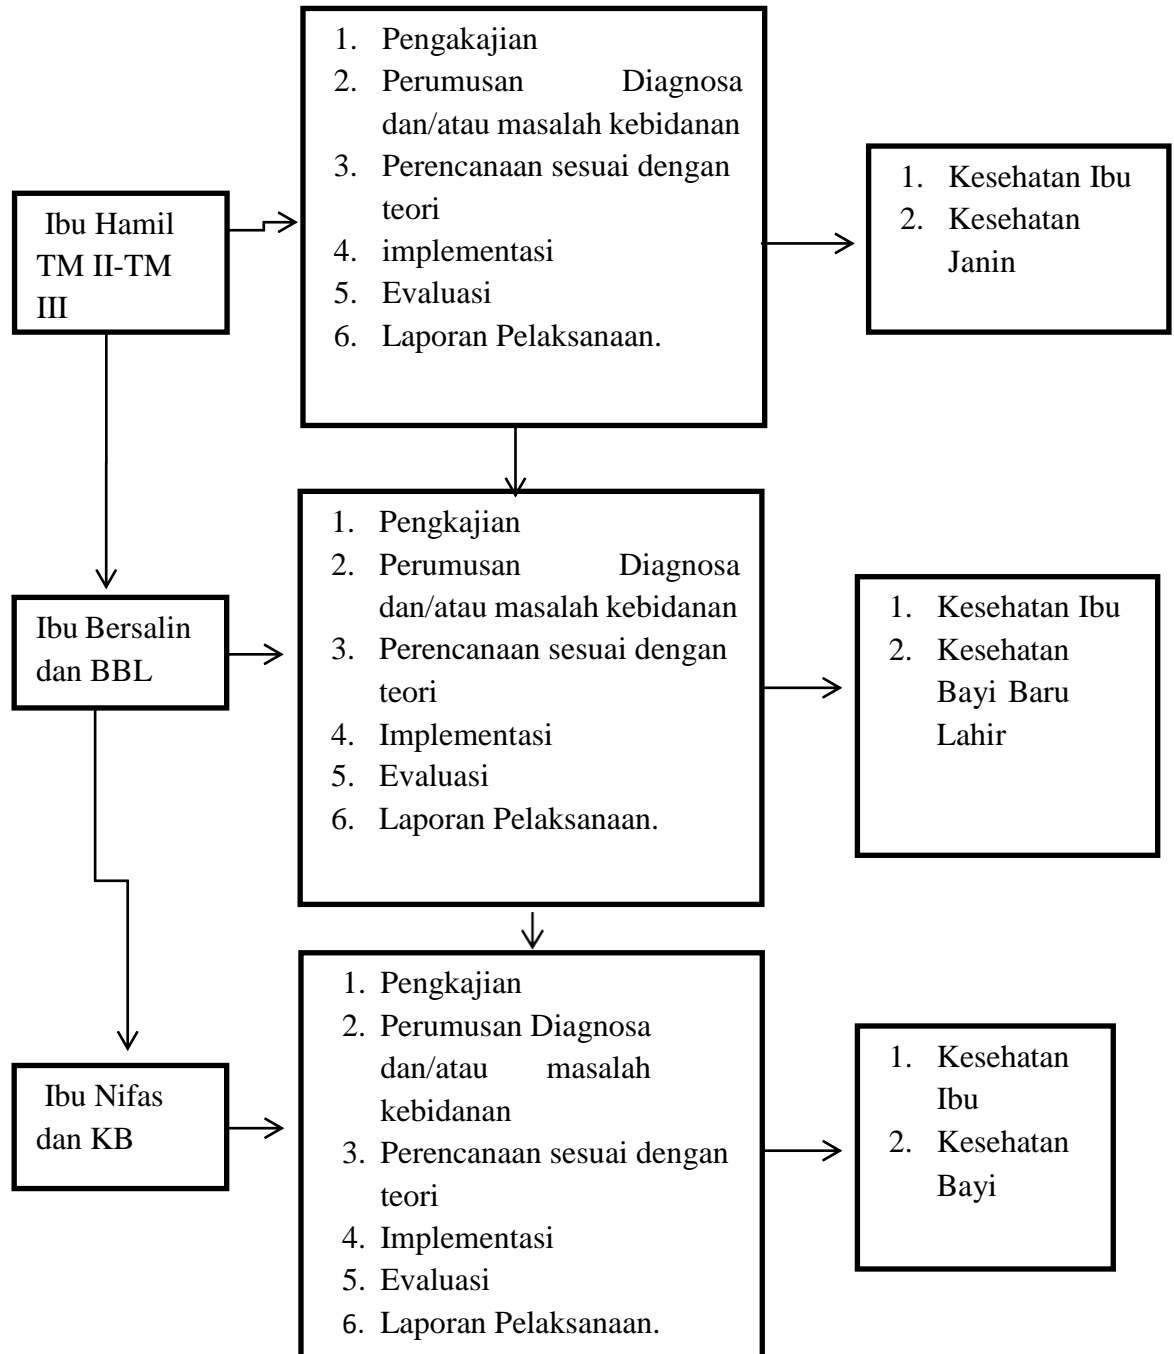 Ibu Hamil
TM II-TM
III
1. Pengakajian
2. Perumusan Diagnosa
dan/atau masalah kebidanan
3. Perencanaan sesuai dengan
teori
4. implementasi
5. Evaluasi
6. Laporan Pelaksanaan.
1. Kesehatan Ibu
2. Kesehatan
Janin
Ibu Bersalin
dan BBL
1. Pengkajian
2. Perumusan Diagnosa
dan/atau masalah kebidanan
3. Perencanaan sesuai dengan
teori
4. Implementasi
5. Evaluasi
6. Laporan Pelaksanaan.
1. Kesehatan Ibu
2. Kesehatan
Bayi Baru
Lahir
Ibu Nifas
dan KB
1. Pengkajian
2. Perumusan Diagnosa
dan/atau masalah
kebidanan
3. Perencanaan sesuai dengan
teori
4. Implementasi
5. Evaluasi
6. Laporan Pelaksanaan.
1. Kesehatan
Ibu
2. Kesehatan
Bayi